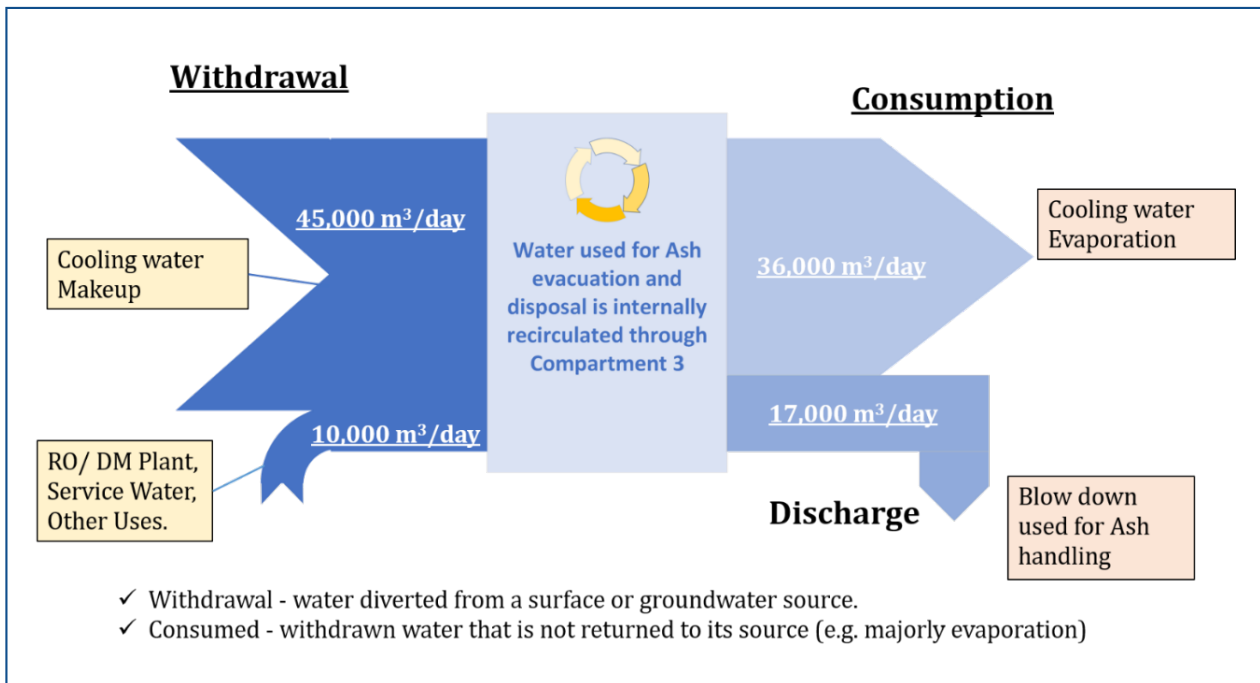 Withdrawal
Consumption
45,000 m³/day
Cooling water
Makeup
Water used for Ash
evacuation and
disposal is internally
recirculated through
Compartment 3
36,000 m³/day
Cooling water
Evaporation
10,000 m³/day
17,000 m³/day
RO/ DM Plant,
Service Water,
Other Uses.
Discharge
Blow down
used for Ash
handling
✓ Withdrawal - water diverted from a surface or groundwater source.
✓ Consumed - withdrawn water that is not returned to its source (e.g. majorly evaporation)